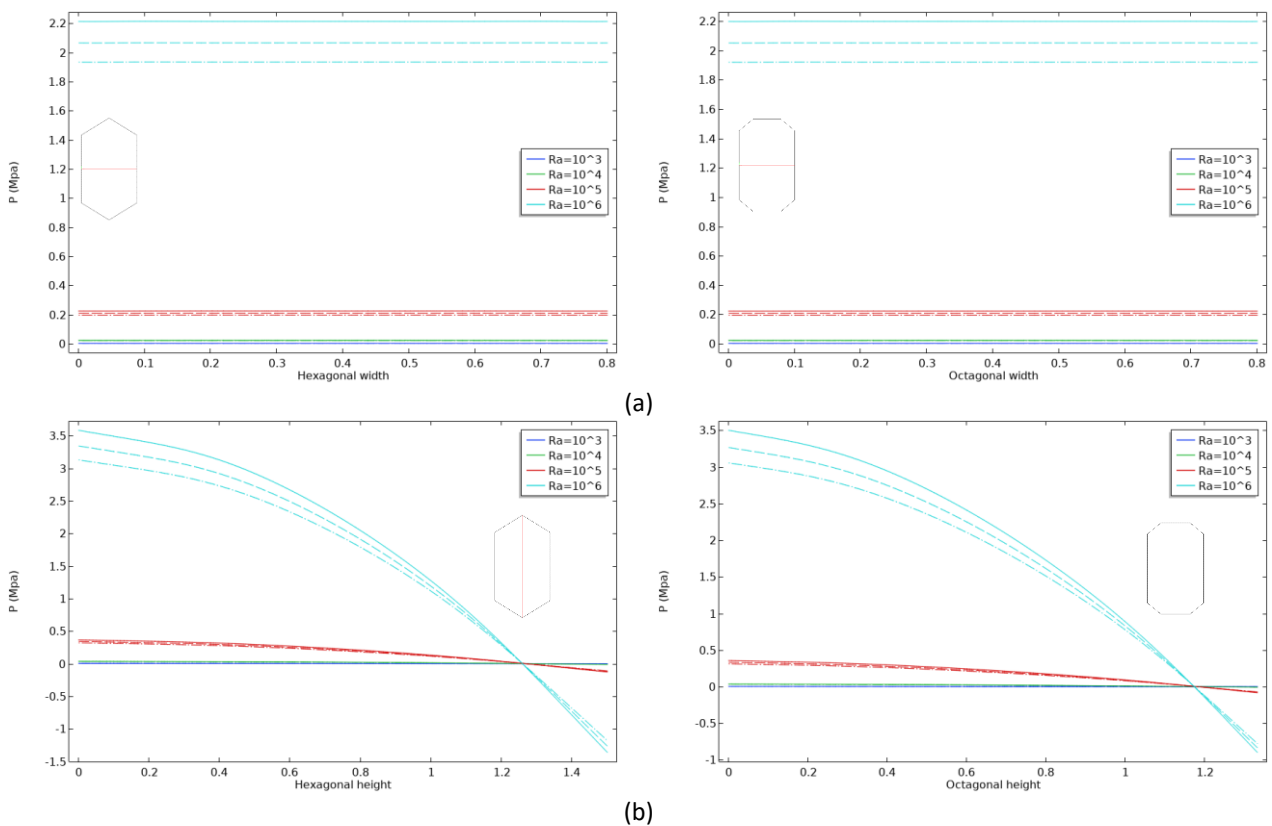 2.2
2
1.8
1.6
1.4
1.2
1
0.8
0.6
0.4
0.2
0
P (Mpa)
Ra=10^3
Ra=10^4
Ra=10^5
Ra=10^6
0 0.1 0.2 0.3 0.4 0.5 0.6 0.7 0.8
Hexagonal width
2.2
2
1.8
1.6
1.4
1.2
1
0.8
0.6
0.4
0.2
0
P (Mpa)
Ra=10^3
Ra=10^4
Ra=10^5
Ra=10^6
0 0.1 0.2 0.3 0.4 0.5 0.6 0.7 0.8
Octagonal width
(a)
3.5
3
2.5
2
1.5
1
0.5
0
-0.5
-1
-1.5
P (Mpa)
Ra=10^3
Ra=10^4
Ra=10^5
Ra=10^6
0 0.2 0.4 0.6 0.8 1 1.2 1.4
Hexagonal height
3.5
3
2.5
2
1.5
1
0.5
0
-0.5
-1
P (Mpa)
Ra=10^3
Ra=10^4
Ra=10^5
Ra=10^6
0 0.2 0.4 0.6 0.8 1 1.2
Octagonal height
(b)